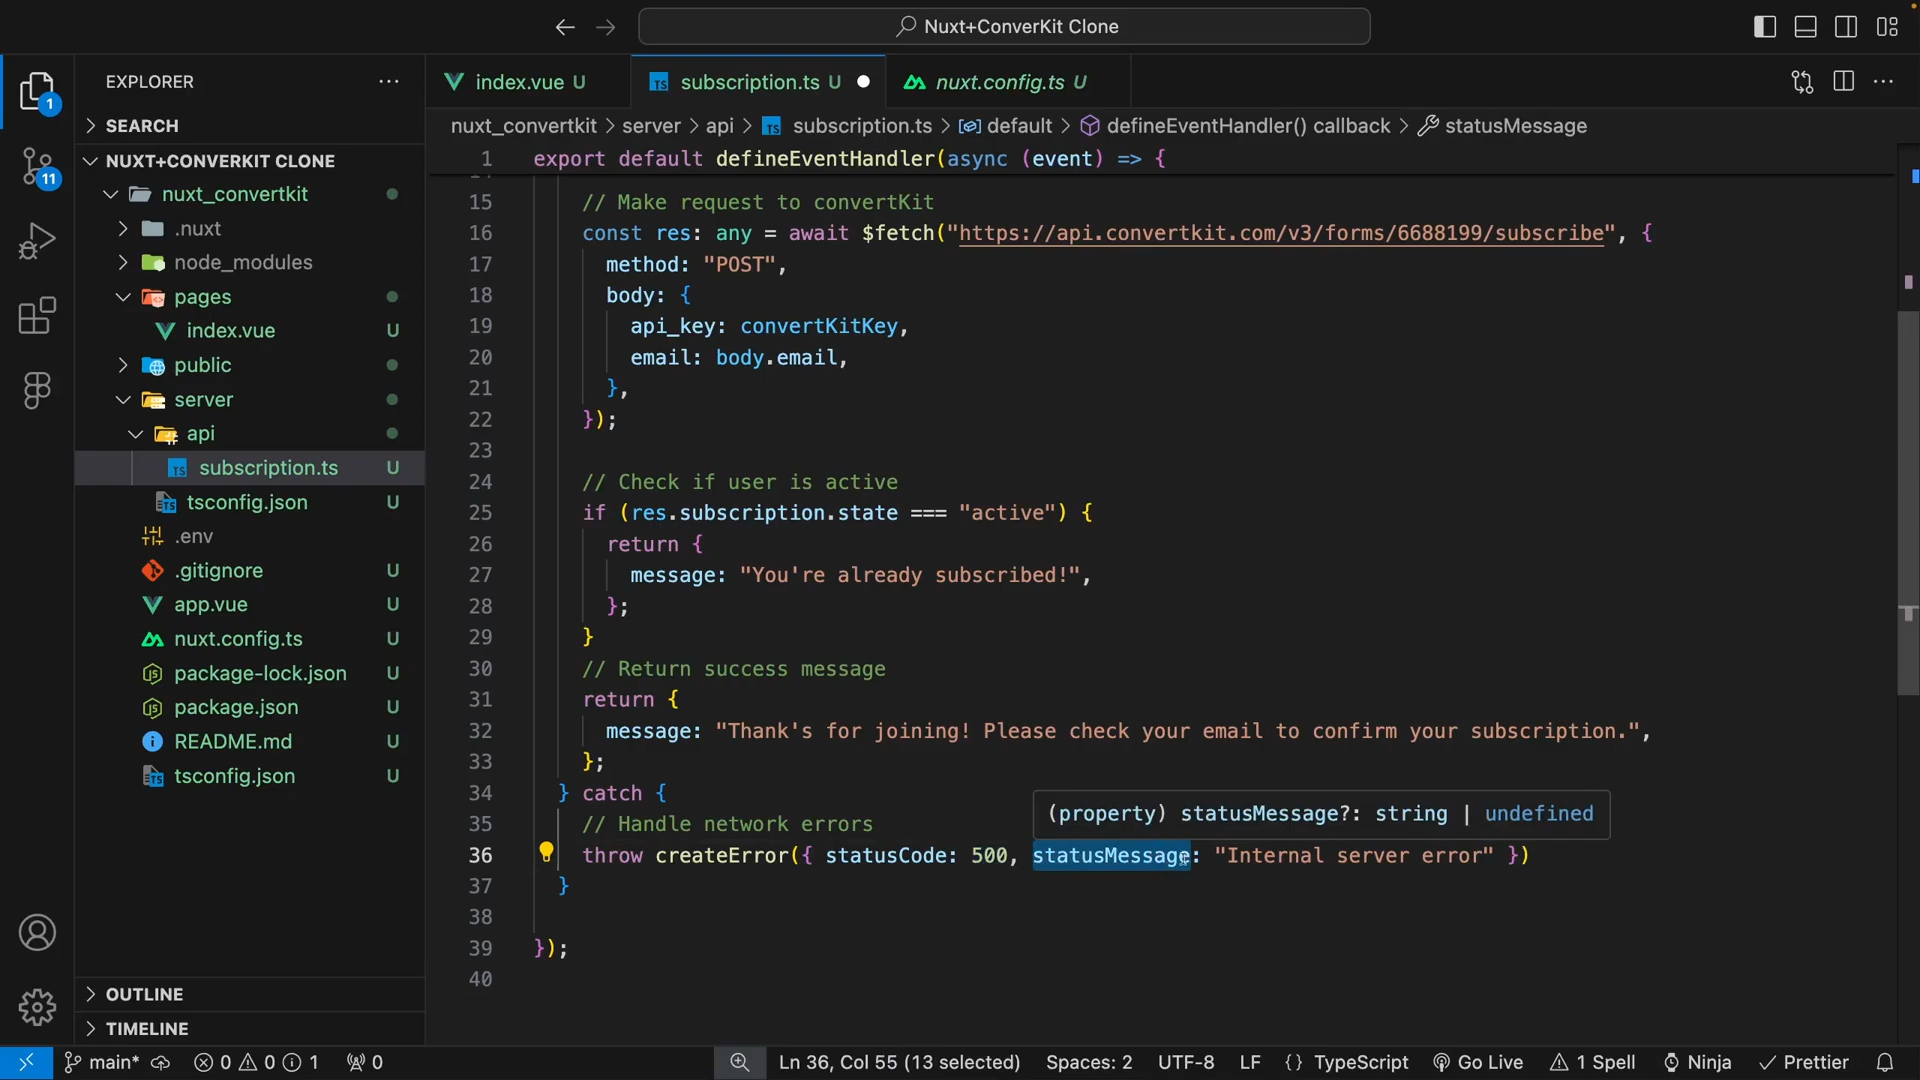 Nuxt+ConverKit Clone
EXPLORER
index.vue U
subscription.ts U
nuxt.config.ts U
1
SEARCH
nuxt_convertkit > server > api > TS subscription.ts > default > defineEventHandler() callback > statusMessage
NUXT+CONVERKIT CLONE
11
nuxt_convertkit
.nuxt
node_modules
pages
index.vue U
public
server
api
TS subscription.ts U
tsconfig.json U
.env
.gitignore U
app.vue U
nuxt.config.ts U
package-lock.json U
package.json U
README.md U
tsconfig.json U
OUTLINE
TIMELINE
1 export default defineEventHandler(async (event) => {
15 // Make request to convertKit
16 const res: any = await $fetch("https://api.convertkit.com/v3/forms/6688199/subscribe", {
17 method: "POST",
18 body: {
19 api_key: convertKitKey,
20 email: body.email,
21 },
22 });
23
24 // Check if user is active
25 if (res.subscription.state === "active") {
26 return {
27 message: "You're already subscribed!",
28 };
29 }
30 // Return success message
31 return {
32 message: "Thank's for joining! Please check your email to confirm your subscription.",
33 };
34 } catch {
35 // Handle network errors
(property) statusMessage?: string | undefined
36 throw createError({ statusCode: 500, statusMessage: "Internal server error" })
37 }
38
39 });
40
main* 0 0 1 0
Ln 36, Col 55 (13 selected) Spaces: 2 UTF-8 LF {} TypeScript Go Live 1 Spell Ninja Prettier